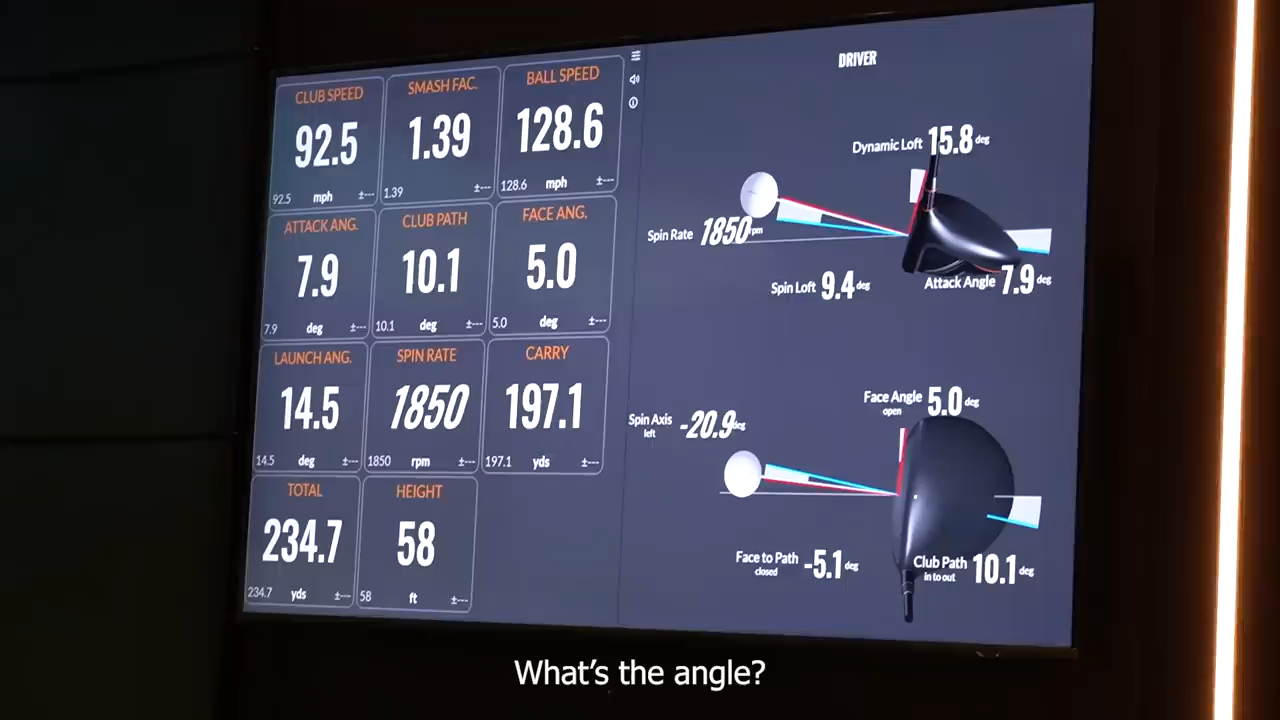 CLUB SPEED
92.5
92.5 mph ±---
SMASH FAC.
1.39
1.39 ±---
BALL SPEED
128.6
128.6 mph ±---
ATTACK ANG.
7.9
7.9 deg ±---
CLUB PATH
10.1
10.1 deg ±---
FACE ANG.
5.0
5.0 deg ±---
LAUNCH ANG.
14.5
14.5 deg ±---
SPIN RATE
1850
1850 rpm ±---
CARRY
197.1
197.1 yds ±---
TOTAL
234.7
234.7 yds ±---
HEIGHT
58
58 ft ±---
DRIVER
Dynamic Loft 15.8 deg
Spin Rate 1850 rpm
Spin Loft 9.4 deg
Attack Angle 7.9 deg
Face Angle 5.0 deg
open
Spin Axis -20.9 deg
left
Face to Path -5.1 deg
closed
Club Path 10.1 deg
in to out
What's the angle?